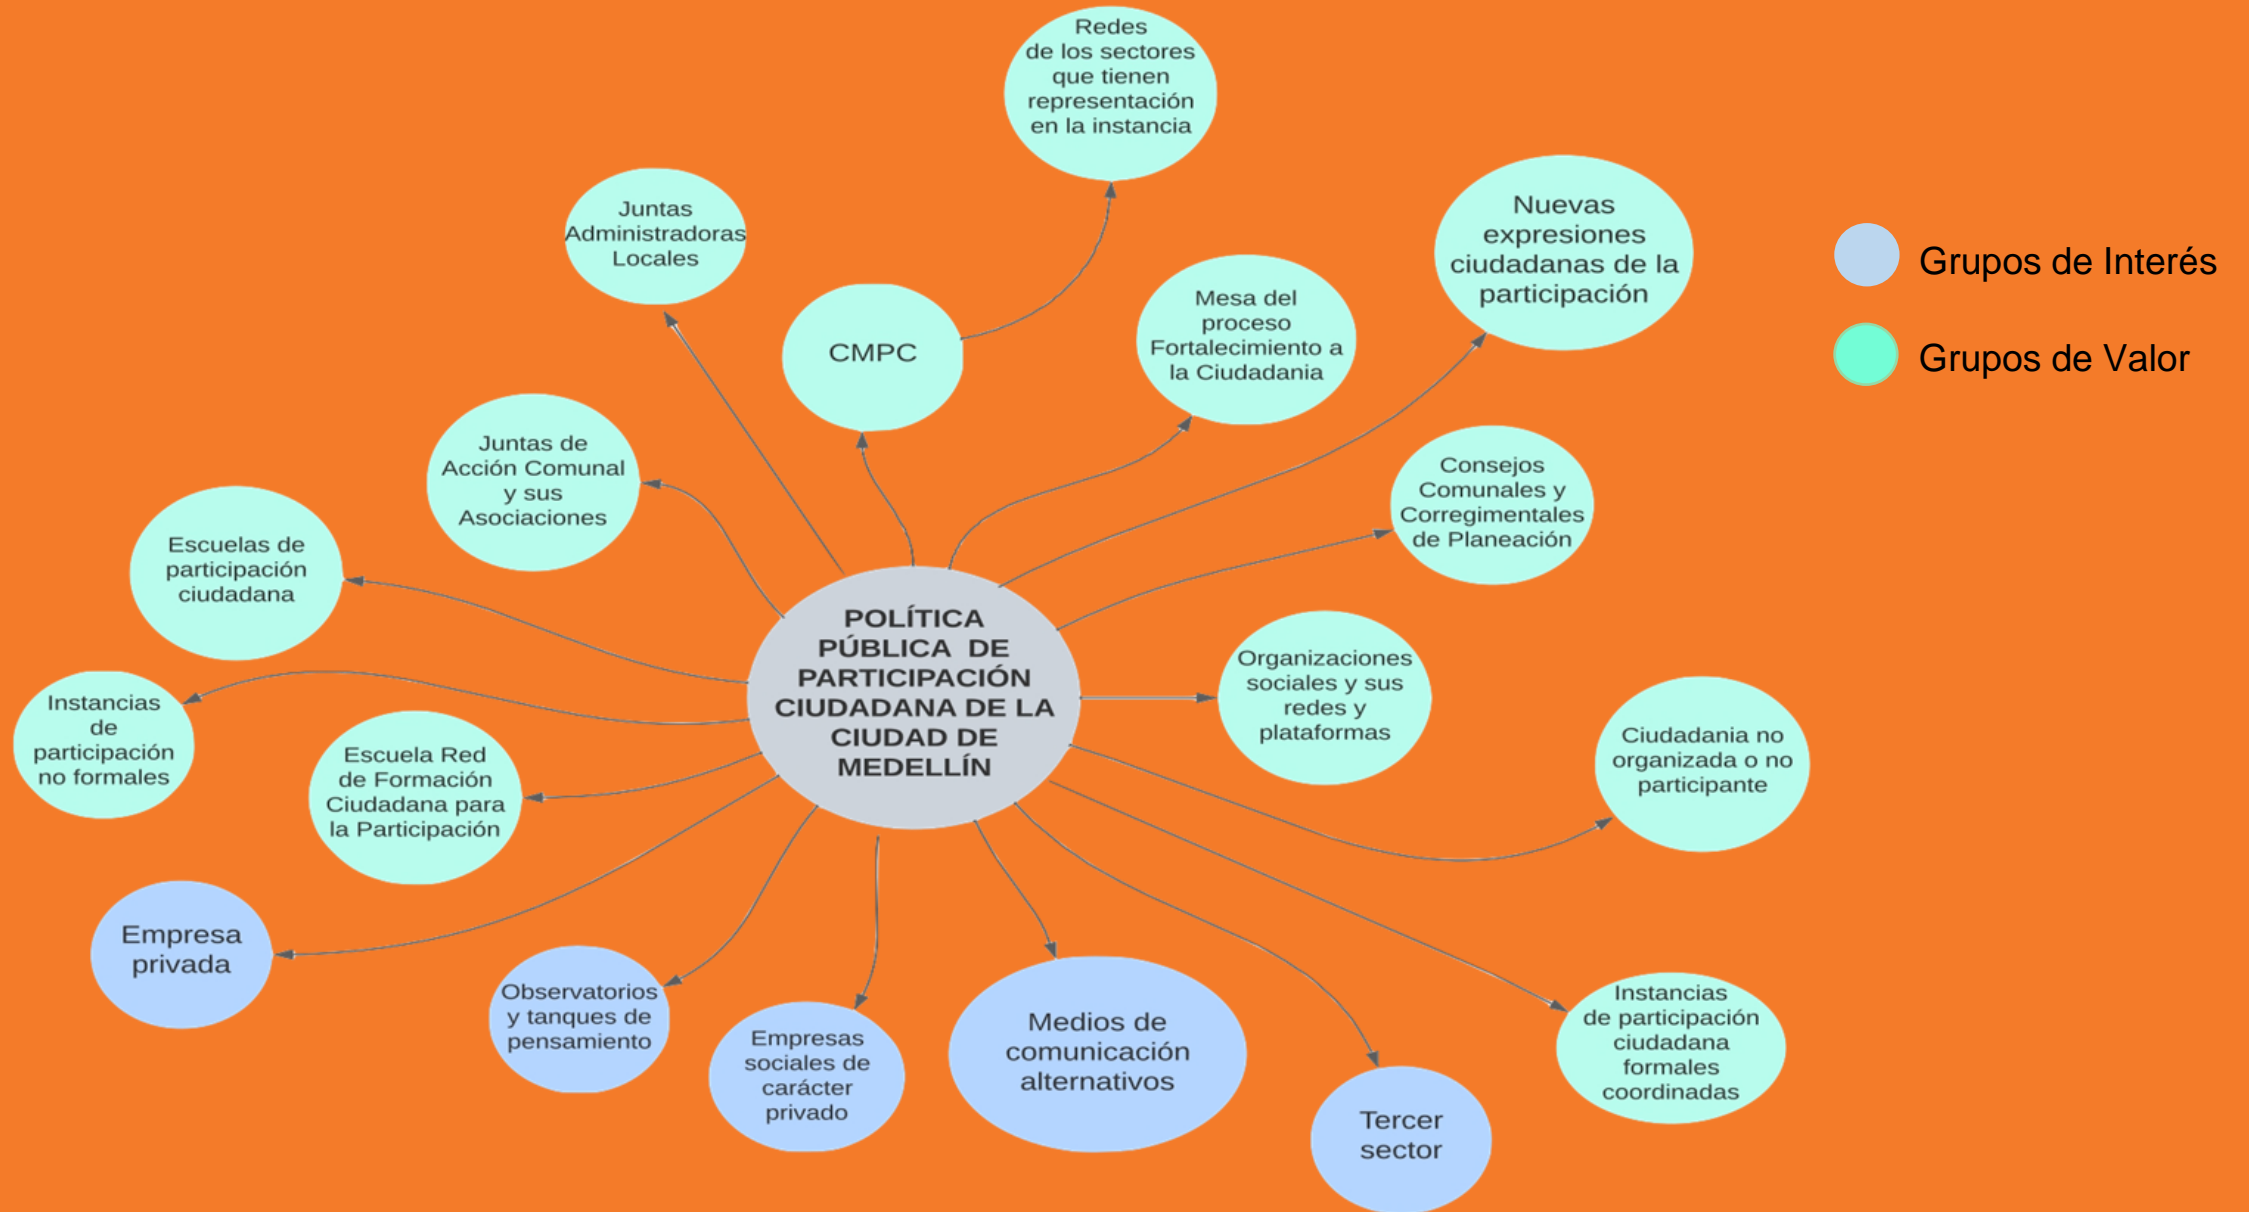 Redes
de los sectores
que tienen
representación
en la instancia
Juntas
Administradoras
Locales
Nuevas
expresiones
ciudadanas de la
participación
Grupos de Interés
Grupos de Valor
CMPC
Mesa del
proceso
Fortalecimiento a
la Ciudadania
Juntas de
Acción Comunal
y sus
Asociaciones
Consejos
Comunales y
Corregimentales
de Planeación
Escuelas de
participación
ciudadana
POLÍTICA
PÚBLICA DE
PARTICIPACIÓN
CIUDADANA DE LA
CIUDAD DE
MEDELLÍN
Organizaciones
sociales y sus
redes y
plataformas
Instancias
de
participación
no formales
Escuela Red
de Formación
Ciudadana para
la Participación
Ciudadania no
organizada o no
participante
Empresa
privada
Observatorios
y tanques de
pensamiento
Empresas
sociales de
carácter
privado
Medios de
comunicación
alternativos
Tercer
sector
Instancias
de participación
ciudadana
formales
coordinadas